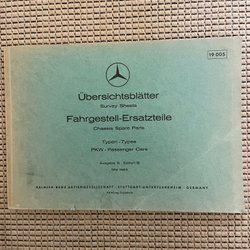 19 005
Übersichtsblätter
Survey Sheets
Fahrgestell-Ersatzteile
Chassis Spare Parts
Typen · Types
PKW · Passenger Cars
DAIMLER-BENZ AKTIENGESELLSCHAFT · STUTTGART-UNTERTÜRKHEIM · GERMANY